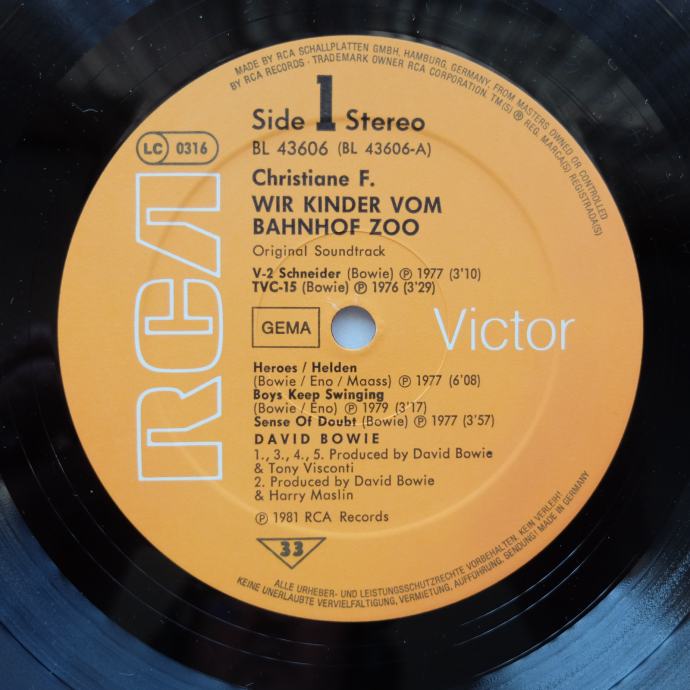 MADE BY RCA SCHALLPLATTEN GMBH, HAMBURG, GERMANY, FROM MASTERS OWNED OR CONTROLLED
BY RCA RECORDS · TRADEMARK OWNER RCA CORPORATION, TM(S) ® REG. MARCA(S) REGISTRADA(S)
Side 1 Stereo
BL 43606 (BL 43606-A)
LC 0316
Christiane F.
WIR KINDER VOM
BAHNHOF ZOO
Original Soundtrack
V-2 Schneider (Bowie) Ⓟ 1977 (3'10)
TVC-15 (Bowie) Ⓟ 1976 (3'29)
RCA
GEMA
Victor
Heroes / Helden
(Bowie / Eno / Maass) Ⓟ 1977 (6'08)
Boys Keep Swinging
(Bowie / Eno) Ⓟ 1979 (3'17)
Sense Of Doubt (Bowie) Ⓟ 1977 (3'57)
DAVID BOWIE
1., 3., 4., 5. Produced by David Bowie
& Tony Visconti
2. Produced by David Bowie
& Harry Maslin
Ⓟ 1981 RCA Records
33
ALLE URHEBER- UND LEISTUNGSSCHUTZRECHTE VORBEHALTEN. KEIN VERLEIH!
KEINE UNERLAUBTE VERVIELFÄLTIGUNG, VERMIETUNG, AUFFÜHRUNG, SENDUNG! MADE IN GERMANY